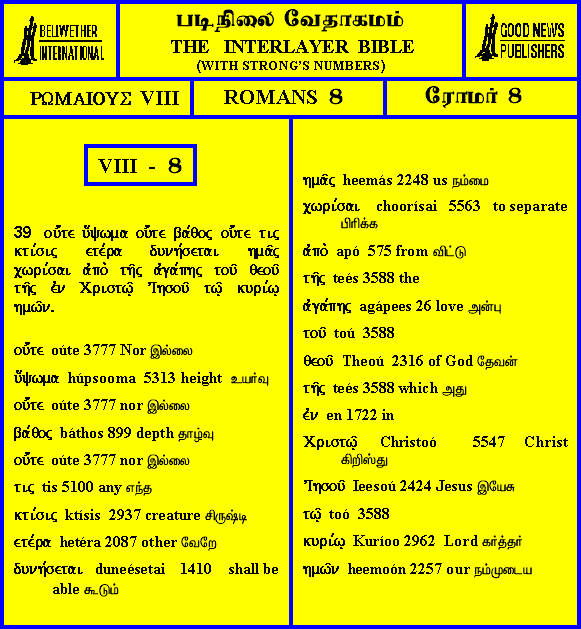 BELLWETHER
INTERNATIONAL
படிநிலை வேதாகமம்
THE INTERLAYER BIBLE
(WITH STRONG'S NUMBERS)
GOOD NEWS
PUBLISHERS
ΡΩΜΑΙΟΥΣ VIII
ROMANS 8
ரோமர் 8
VIII - 8
39 οὔτε ὕψωμα οὔτε βάθος οὔτε τις
κτίσις ετέρα δυνήσεται ημᾶς
χωρίσαι ἀπὸ τῆς ἀγάπης τοῦ θεοῦ
τῆς ἐν Χριστῷ Ἰησοῦ τῷ κυρίῳ
ημῶν.
οὔτε oúte 3777 Nor இல்லை
ὕψωμα húpsooma 5313 height உயர்வு
οὔτε oúte 3777 nor இல்லை
βάθος báthos 899 depth தாழ்வு
οὔτε oúte 3777 nor இல்லை
τις tis 5100 any எந்த
κτίσις ktísis 2937 creature சிருஷ்டி
ετέρα hetéra 2087 other வேறே
δυνήσεται duneésetai 1410 shall be
able கூடும்
ημᾶς heemás 2248 us நம்மை
χωρίσαι choorísai 5563 to separate
பிரிக்க
ἀπὸ apó 575 from விட்டு
τῆς teés 3588 the
ἀγάπης agápees 26 love அன்பு
τοῦ toú 3588
θεοῦ Theoú 2316 of God தேவன்
τῆς teés 3588 which அது
ἐν en 1722 in
Χριστῷ Christoó 5547 Christ
கிறிஸ்து
Ἰησοῦ Ieesoú 2424 Jesus இயேசு
τῷ toó 3588
κυρίῳ Kuríoo 2962 Lord கர்த்தர்
ημῶν heemoón 2257 our நம்முடைய